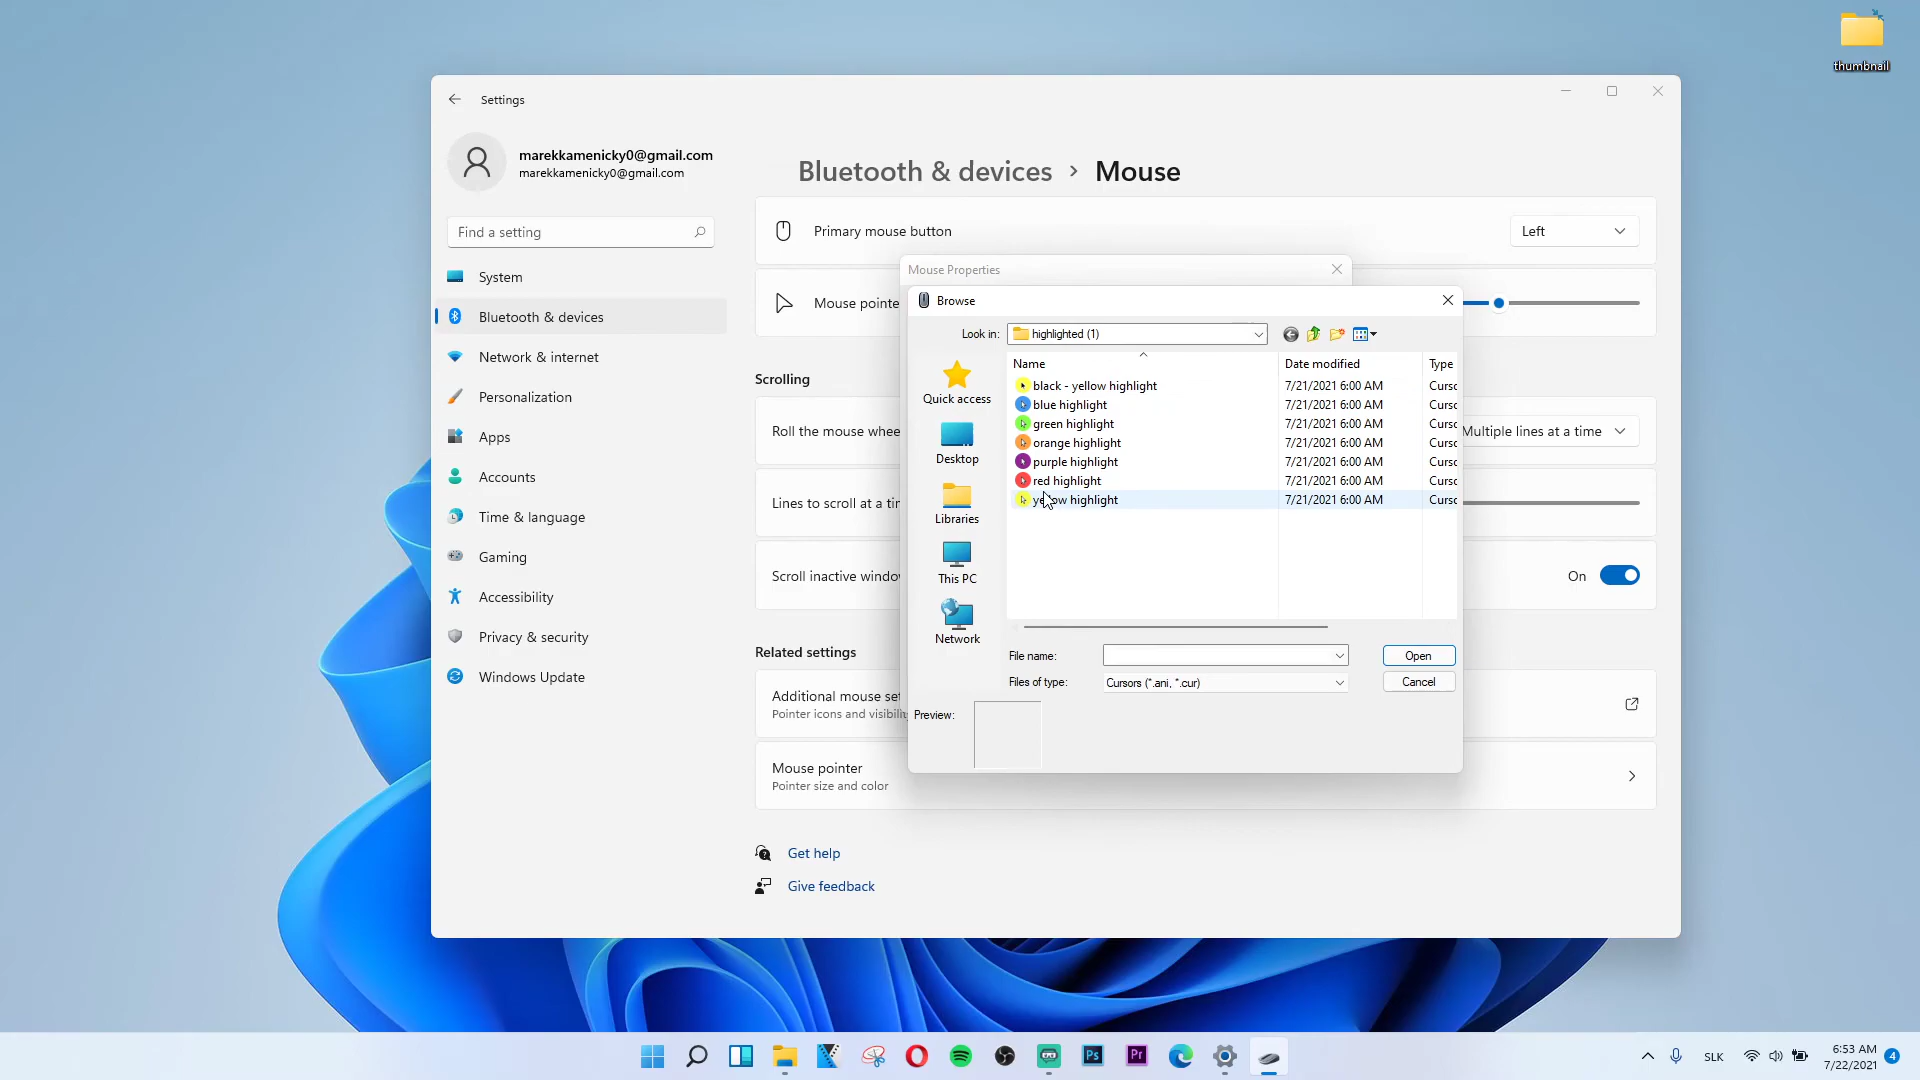 thumbnail
Settings
marekkamenicky0@gmail.com
marekkamenicky0@gmail.com
Find a setting
System
Bluetooth & devices
Network & internet
Personalization
Apps
Accounts
Time & language
Gaming
Accessibility
Privacy & security
Windows Update
Bluetooth & devices > Mouse
Primary mouse button
Left
Mouse pointe
Scrolling
Roll the mouse whee
Multiple lines at a time
Lines to scroll at a tir
Scroll inactive windo
On
Related settings
Additional mouse set
Pointer icons and visibility
Mouse pointer
Pointer size and color
Get help
Give feedback
Mouse Properties
Browse
Look in:
highlighted (1)
Quick access
Desktop
Libraries
This PC
Network
Name Date modified Type
black - yellow highlight 7/21/2021 6:00 AM Curso
blue highlight 7/21/2021 6:00 AM Curso
green highlight 7/21/2021 6:00 AM Curso
orange highlight 7/21/2021 6:00 AM Curso
purple highlight 7/21/2021 6:00 AM Curso
red highlight 7/21/2021 6:00 AM Curso
yellow highlight 7/21/2021 6:00 AM Curso
File name:
Open
Files of type:
Cursors (*.ani, *.cur)
Cancel
Preview:
Ps
Pr
SLK
6:53 AM
7/22/2021
4